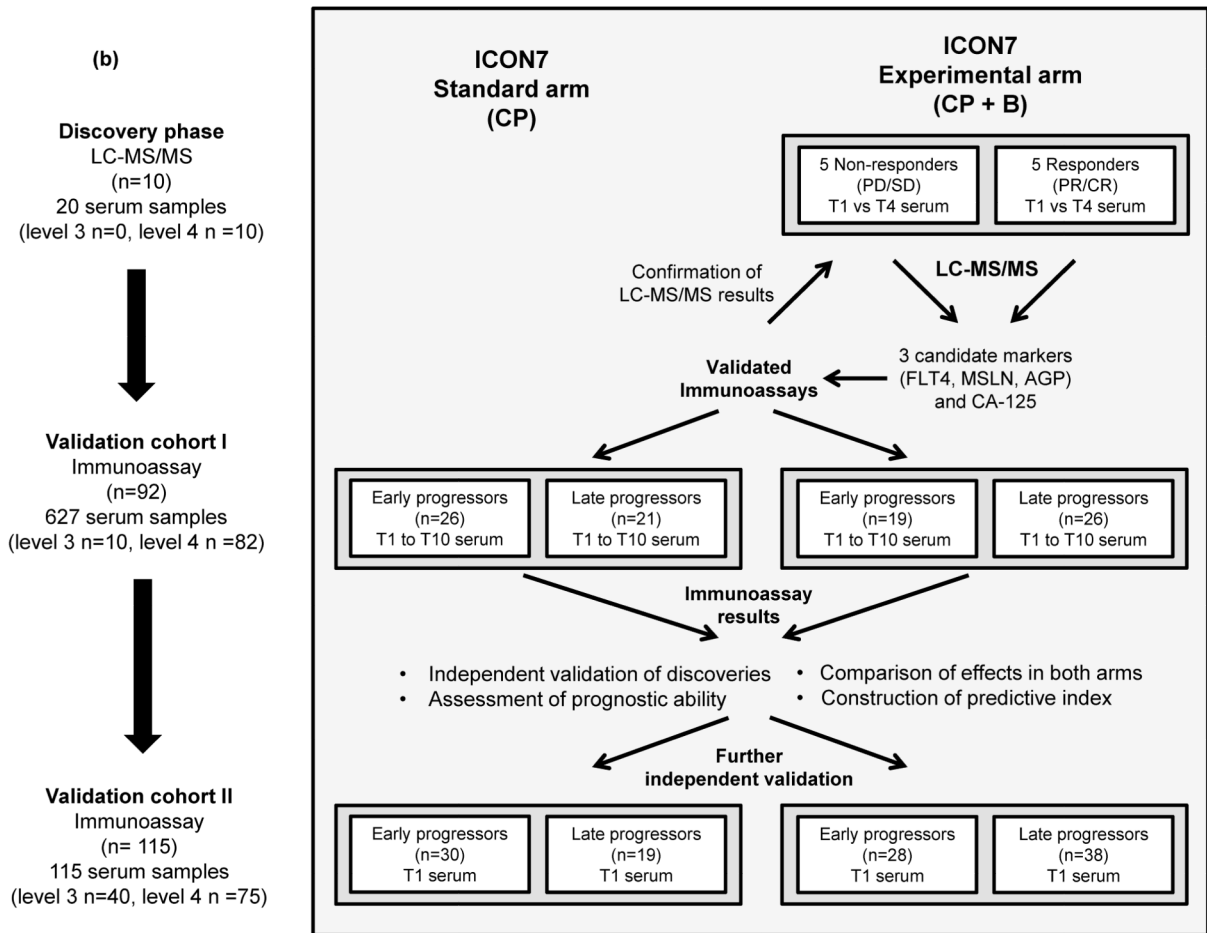 (b)
Discovery phase
LC-MS/MS
(n=10)
20 serum samples
(level 3 n=0, level 4 n =10)
Validation cohort I
Immunoassay
(n=92)
627 serum samples
(level 3 n=10, level 4 n =82)
Validation cohort II
Immunoassay
(n= 115)
115 serum samples
(level 3 n=40, level 4 n =75)
ICON7
Standard arm
(CP)
ICON7
Experimental arm
(CP + B)
5 Non-responders
(PD/SD)
T1 vs T4 serum
5 Responders
(PR/CR)
T1 vs T4 serum
LC-MS/MS
Confirmation of
LC-MS/MS results
3 candidate markers
(FLT4, MSLN, AGP)
and CA-125
Validated
Immunoassays
Early progressors
(n=26)
T1 to T10 serum
Late progressors
(n=21)
T1 to T10 serum
Early progressors
(n=19)
T1 to T10 serum
Late progressors
(n=26)
T1 to T10 serum
Immunoassay
results
• Independent validation of discoveries
• Assessment of prognostic ability
• Comparison of effects in both arms
• Construction of predictive index
Further
independent validation
Early progressors
(n=30)
T1 serum
Late progressors
(n=19)
T1 serum
Early progressors
(n=28)
T1 serum
Late progressors
(n=38)
T1 serum